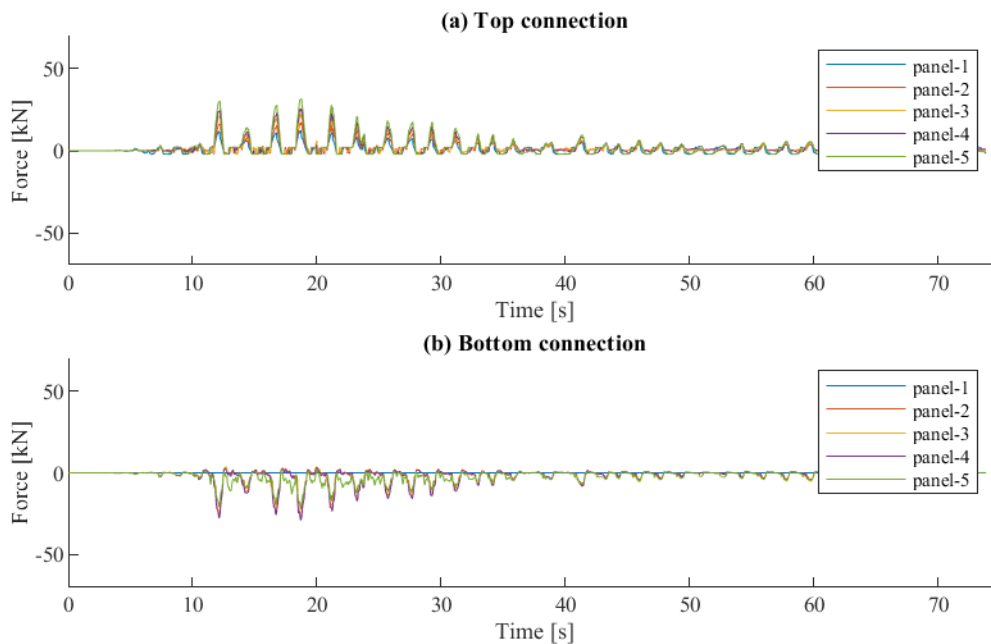 (a) Top connection
50
0
-50
Force [kN]
panel-1
panel-2
panel-3
panel-4
panel-5
0 10 20 30 40 50 60 70
Time [s]
(b) Bottom connection
50
0
-50
Force [kN]
panel-1
panel-2
panel-3
panel-4
panel-5
0 10 20 30 40 50 60 70
Time [s]